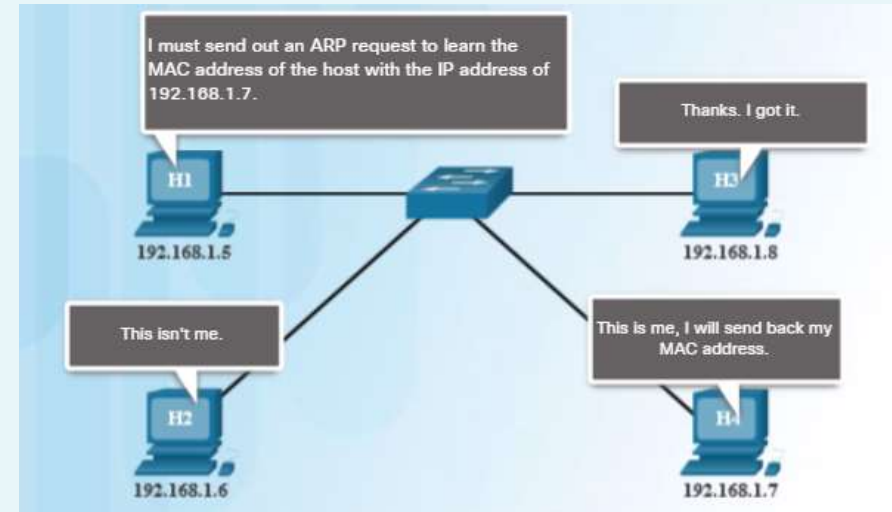 I must send out an ARP request to learn the
MAC address of the host with the IP address of
192.168.1.7.
Thanks. I got it.
H1
H3
192.168.1.5
192.168.1.8
This isn't me.
This is me, I will send back my
MAC address.
H2
H4
192.168.1.6
192.168.1.7